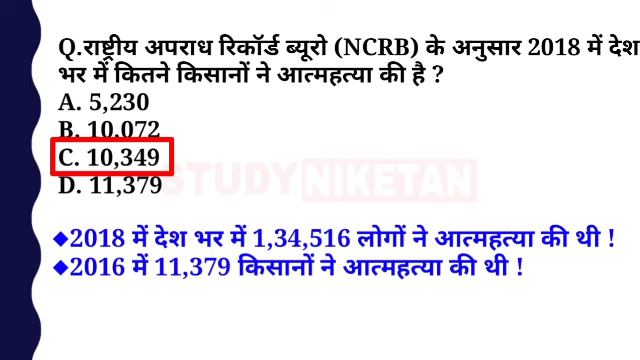 Q.राष्ट्रीय अपराध रिकॉर्ड ब्यूरो (NCRB) के अनुसार 2018 में देश
भर में कितने किसानों ने आत्महत्या की है ?
A. 5,230
B. 10,072
C. 10,349
D. 11,379
STUDY NIKETAN
◆2018 में देश भर में 1,34,516 लोगों ने आत्महत्या की थी !
◆2016 में 11,379 किसानों ने आत्महत्या की थी !